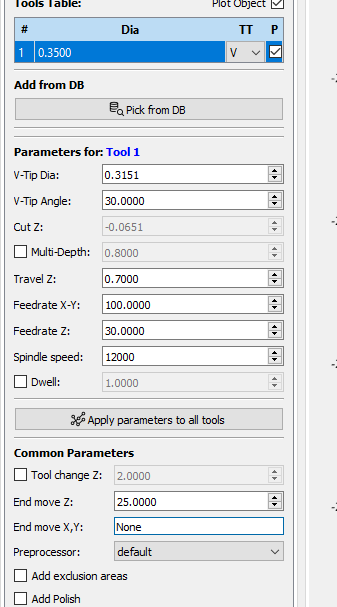 Tools Table: Plot Object
# Dia TT P
1 0.3500 V
Add from DB
Pick from DB
Parameters for: Tool 1
V-Tip Dia: 0.3151
V-Tip Angle: 30.0000
Cut Z: -0.0651
Multi-Depth: 0.8000
Travel Z: 0.7000
Feedrate X-Y: 100.0000
Feedrate Z: 30.0000
Spindle speed: 12000
Dwell: 1.0000
Apply parameters to all tools
Common Parameters
Tool change Z: 2.0000
End move Z: 25.0000
End move X,Y: None
Preprocessor: default
Add exclusion areas
Add Polish